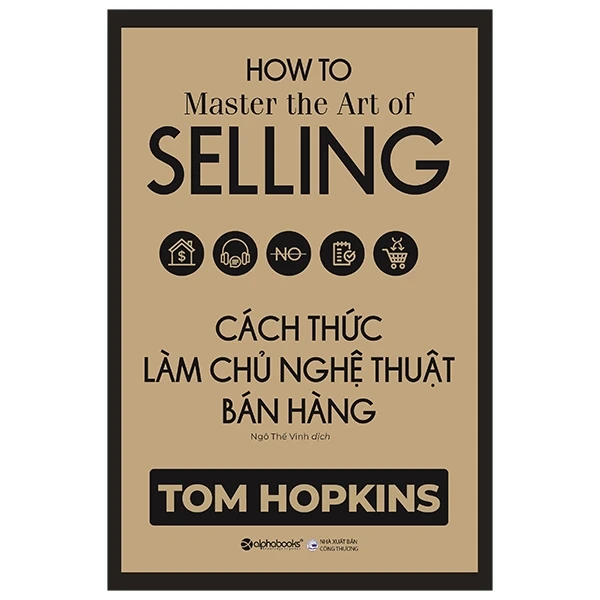 HOW TO
Master the Art of
SELLING
$
NO
CÁCH THỨC
LÀM CHỦ NGHỆ THUẬT
BÁN HÀNG
Ngô Thế Vinh dịch
TOM HOPKINS
alphabooks®
NHÀ XUẤT BẢN
CÔNG THƯƠNG